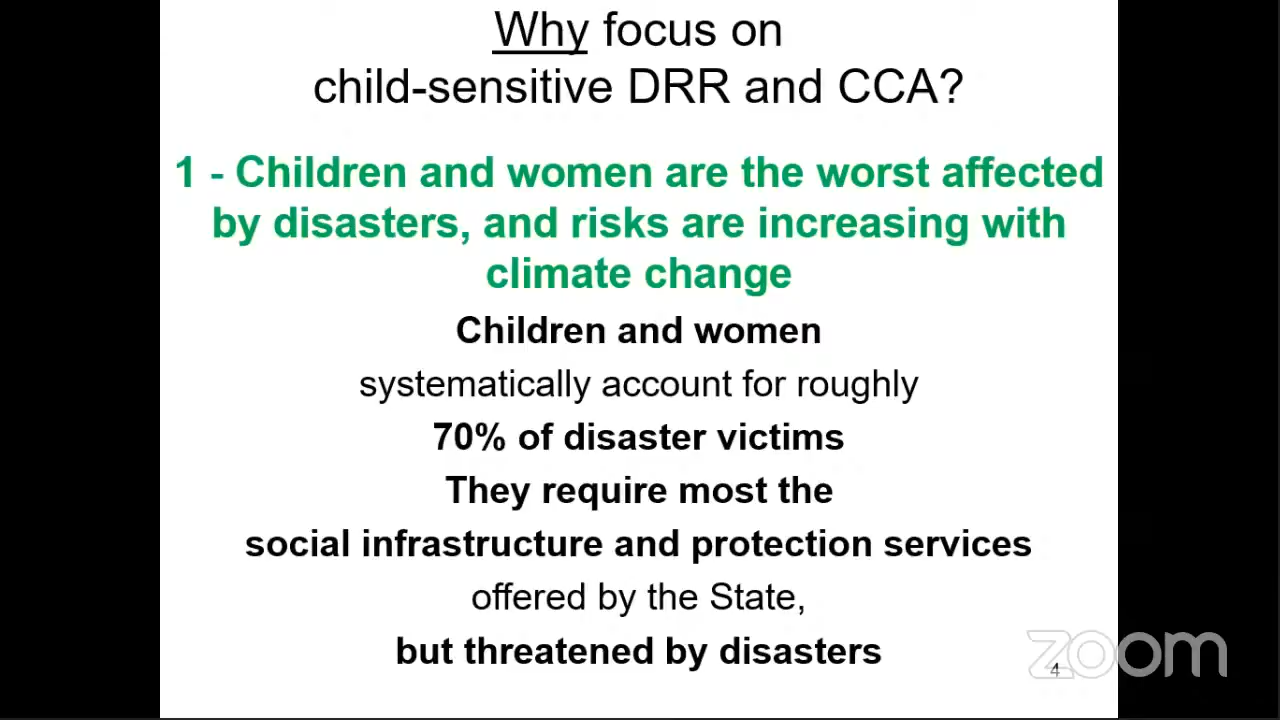 Why focus on
child-sensitive DRR and CCA?
1 - Children and women are the worst affected
by disasters, and risks are increasing with
climate change
Children and women
systematically account for roughly
70% of disaster victims
They require most the
social infrastructure and protection services
offered by the State,
but threatened by disasters
4
zoom